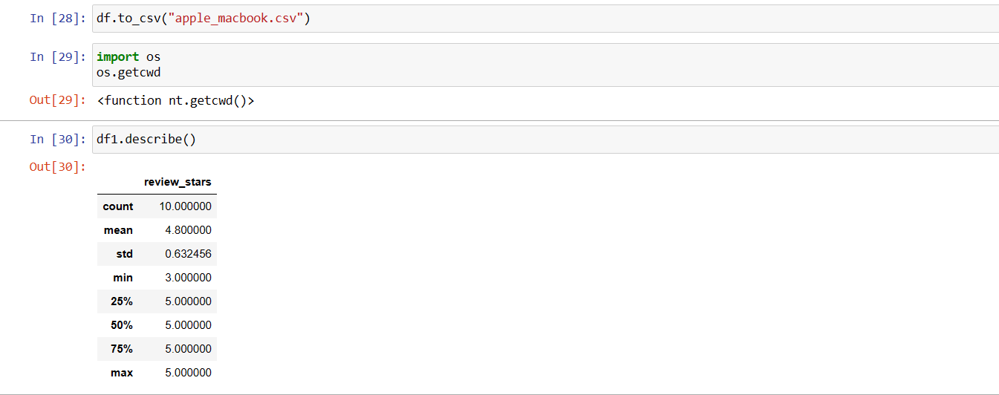 In [28]: df.to_csv("apple_macbook.csv")
In [29]: import os
os.getcwd
Out[29]: <function nt.getcwd()>
In [30]: df1.describe()
Out[30]:
review_stars
count 10.000000
mean 4.800000
std 0.632456
min 3.000000
25% 5.000000
50% 5.000000
75% 5.000000
max 5.000000